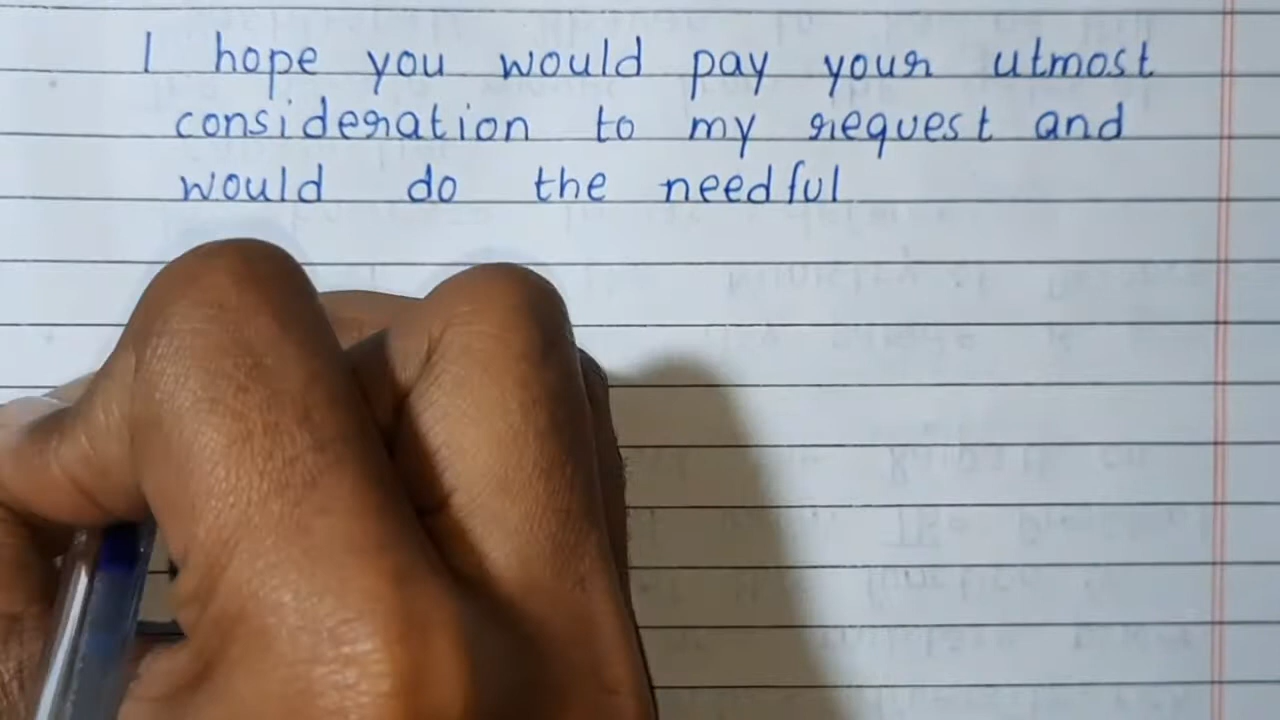 I hope you would pay your utmost
consideration to my request and
would do the needful